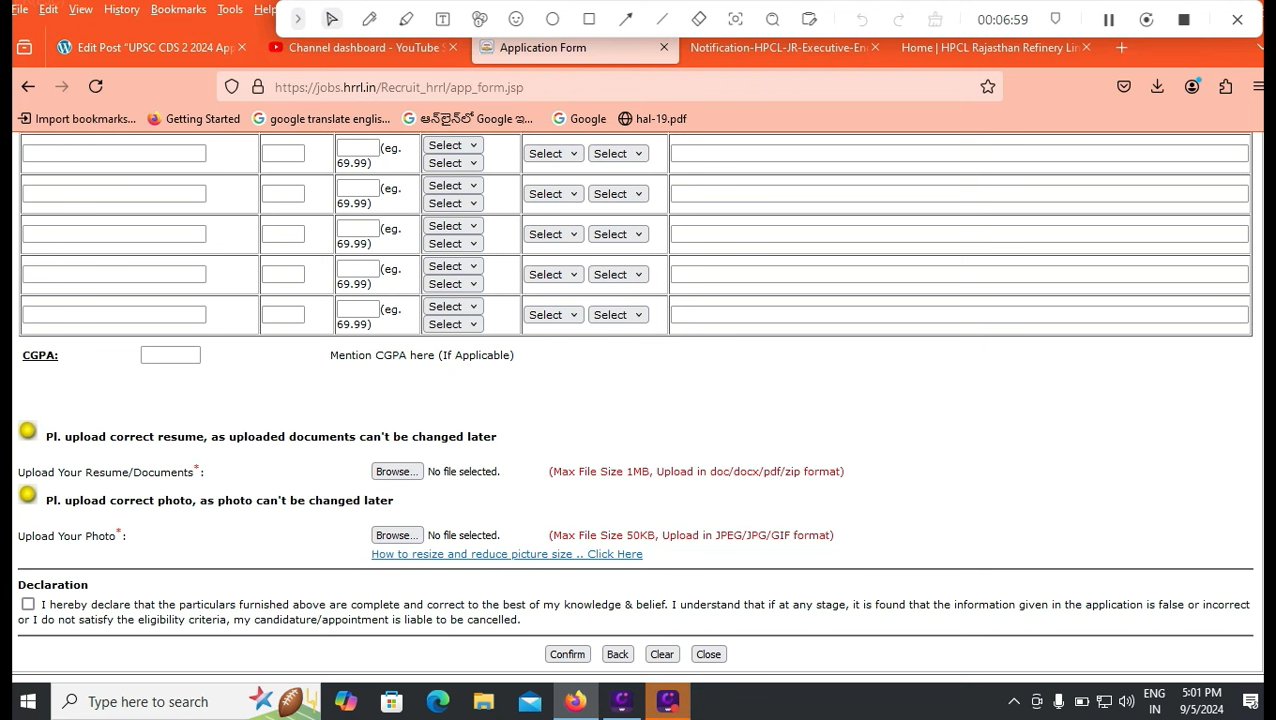 File Edit View History Bookmarks Tools Hel
00:06:59
Edit Post "UPSC CDS 2 2024 Ap
Channel dashboard - YouTube S
Application Form
Notification-HPCL-JR-Executive-En
Home | HPCL Rajasthan Refinery Lin
https://jobs.hrrl.in/Recruit_hrrl/app_form.jsp
Import bookmarks... Getting Started google translate englis... ఆన్‌లైన్‌లో Google ఇ... Google hal-19.pdf
(eg. 69.99) Select Select Select Select
(eg. 69.99) Select Select Select Select
(eg. 69.99) Select Select Select Select
(eg. 69.99) Select Select Select Select
(eg. 69.99) Select Select Select Select
CGPA: Mention CGPA here (If Applicable)
Pl. upload correct resume, as uploaded documents can't be changed later
Upload Your Resume/Documents*: Browse... No file selected. (Max File Size 1MB, Upload in doc/docx/pdf/zip format)
Pl. upload correct photo, as photo can't be changed later
Upload Your Photo*: Browse... No file selected. (Max File Size 50KB, Upload in JPEG/JPG/GIF format)
How to resize and reduce picture size .. Click Here
Declaration
I hereby declare that the particulars furnished above are complete and correct to the best of my knowledge & belief. I understand that if at any stage, it is found that the information given in the application is false or incorrect
or I do not satisfy the eligibility criteria, my candidature/appointment is liable to be cancelled.
Confirm Back Clear Close
Type here to search
ENG 5:01 PM
IN 9/5/2024